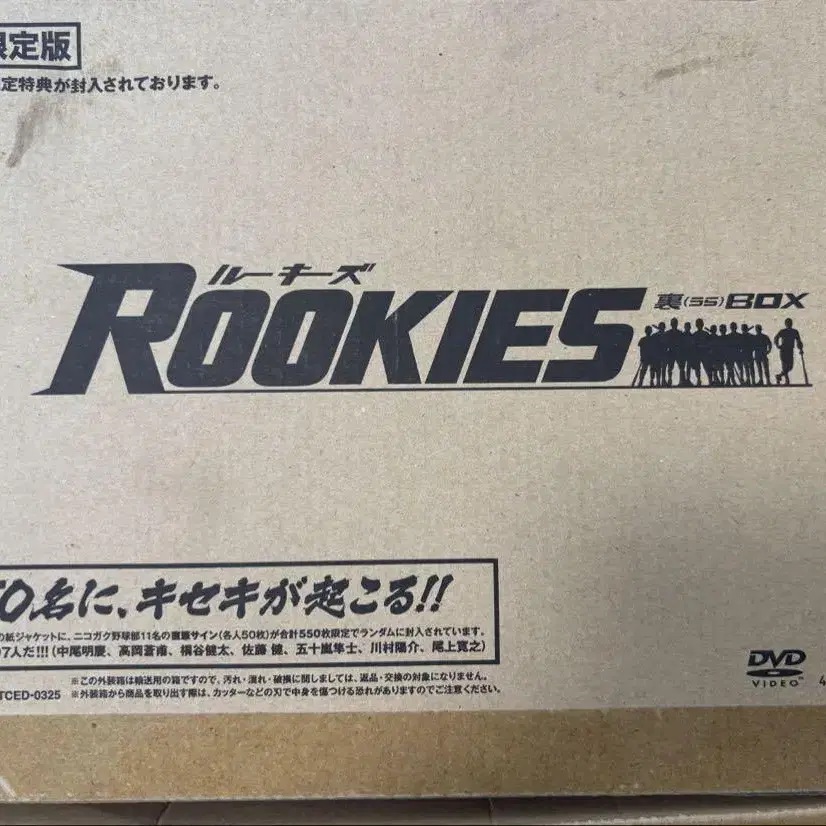 限定版
定特典が封入されております。
ルーキーズ
ROOKIES
裏(ss)BOX
0名に、キセキが起こる!!
の紙ジャケットに、ニコガク野球部11名の直筆サイン(各人50枚)が合計550枚限定でランダムに封入されています。
7人だ!!!(中尾明慶、高岡蒼甫、桐谷健太、佐藤 健、五十嵐隼士、川村陽介、尾上寛之)
TCED-0325
※この外装箱は輸送用の箱ですので、汚れ・潰れ・破損に関しましては、返品・交換の対象になりません。
※外装箱から商品を取り出す際は、カッターなどの刃で中身を傷つける恐れがありますのでご注意ください。
DVD
VIDEO
4